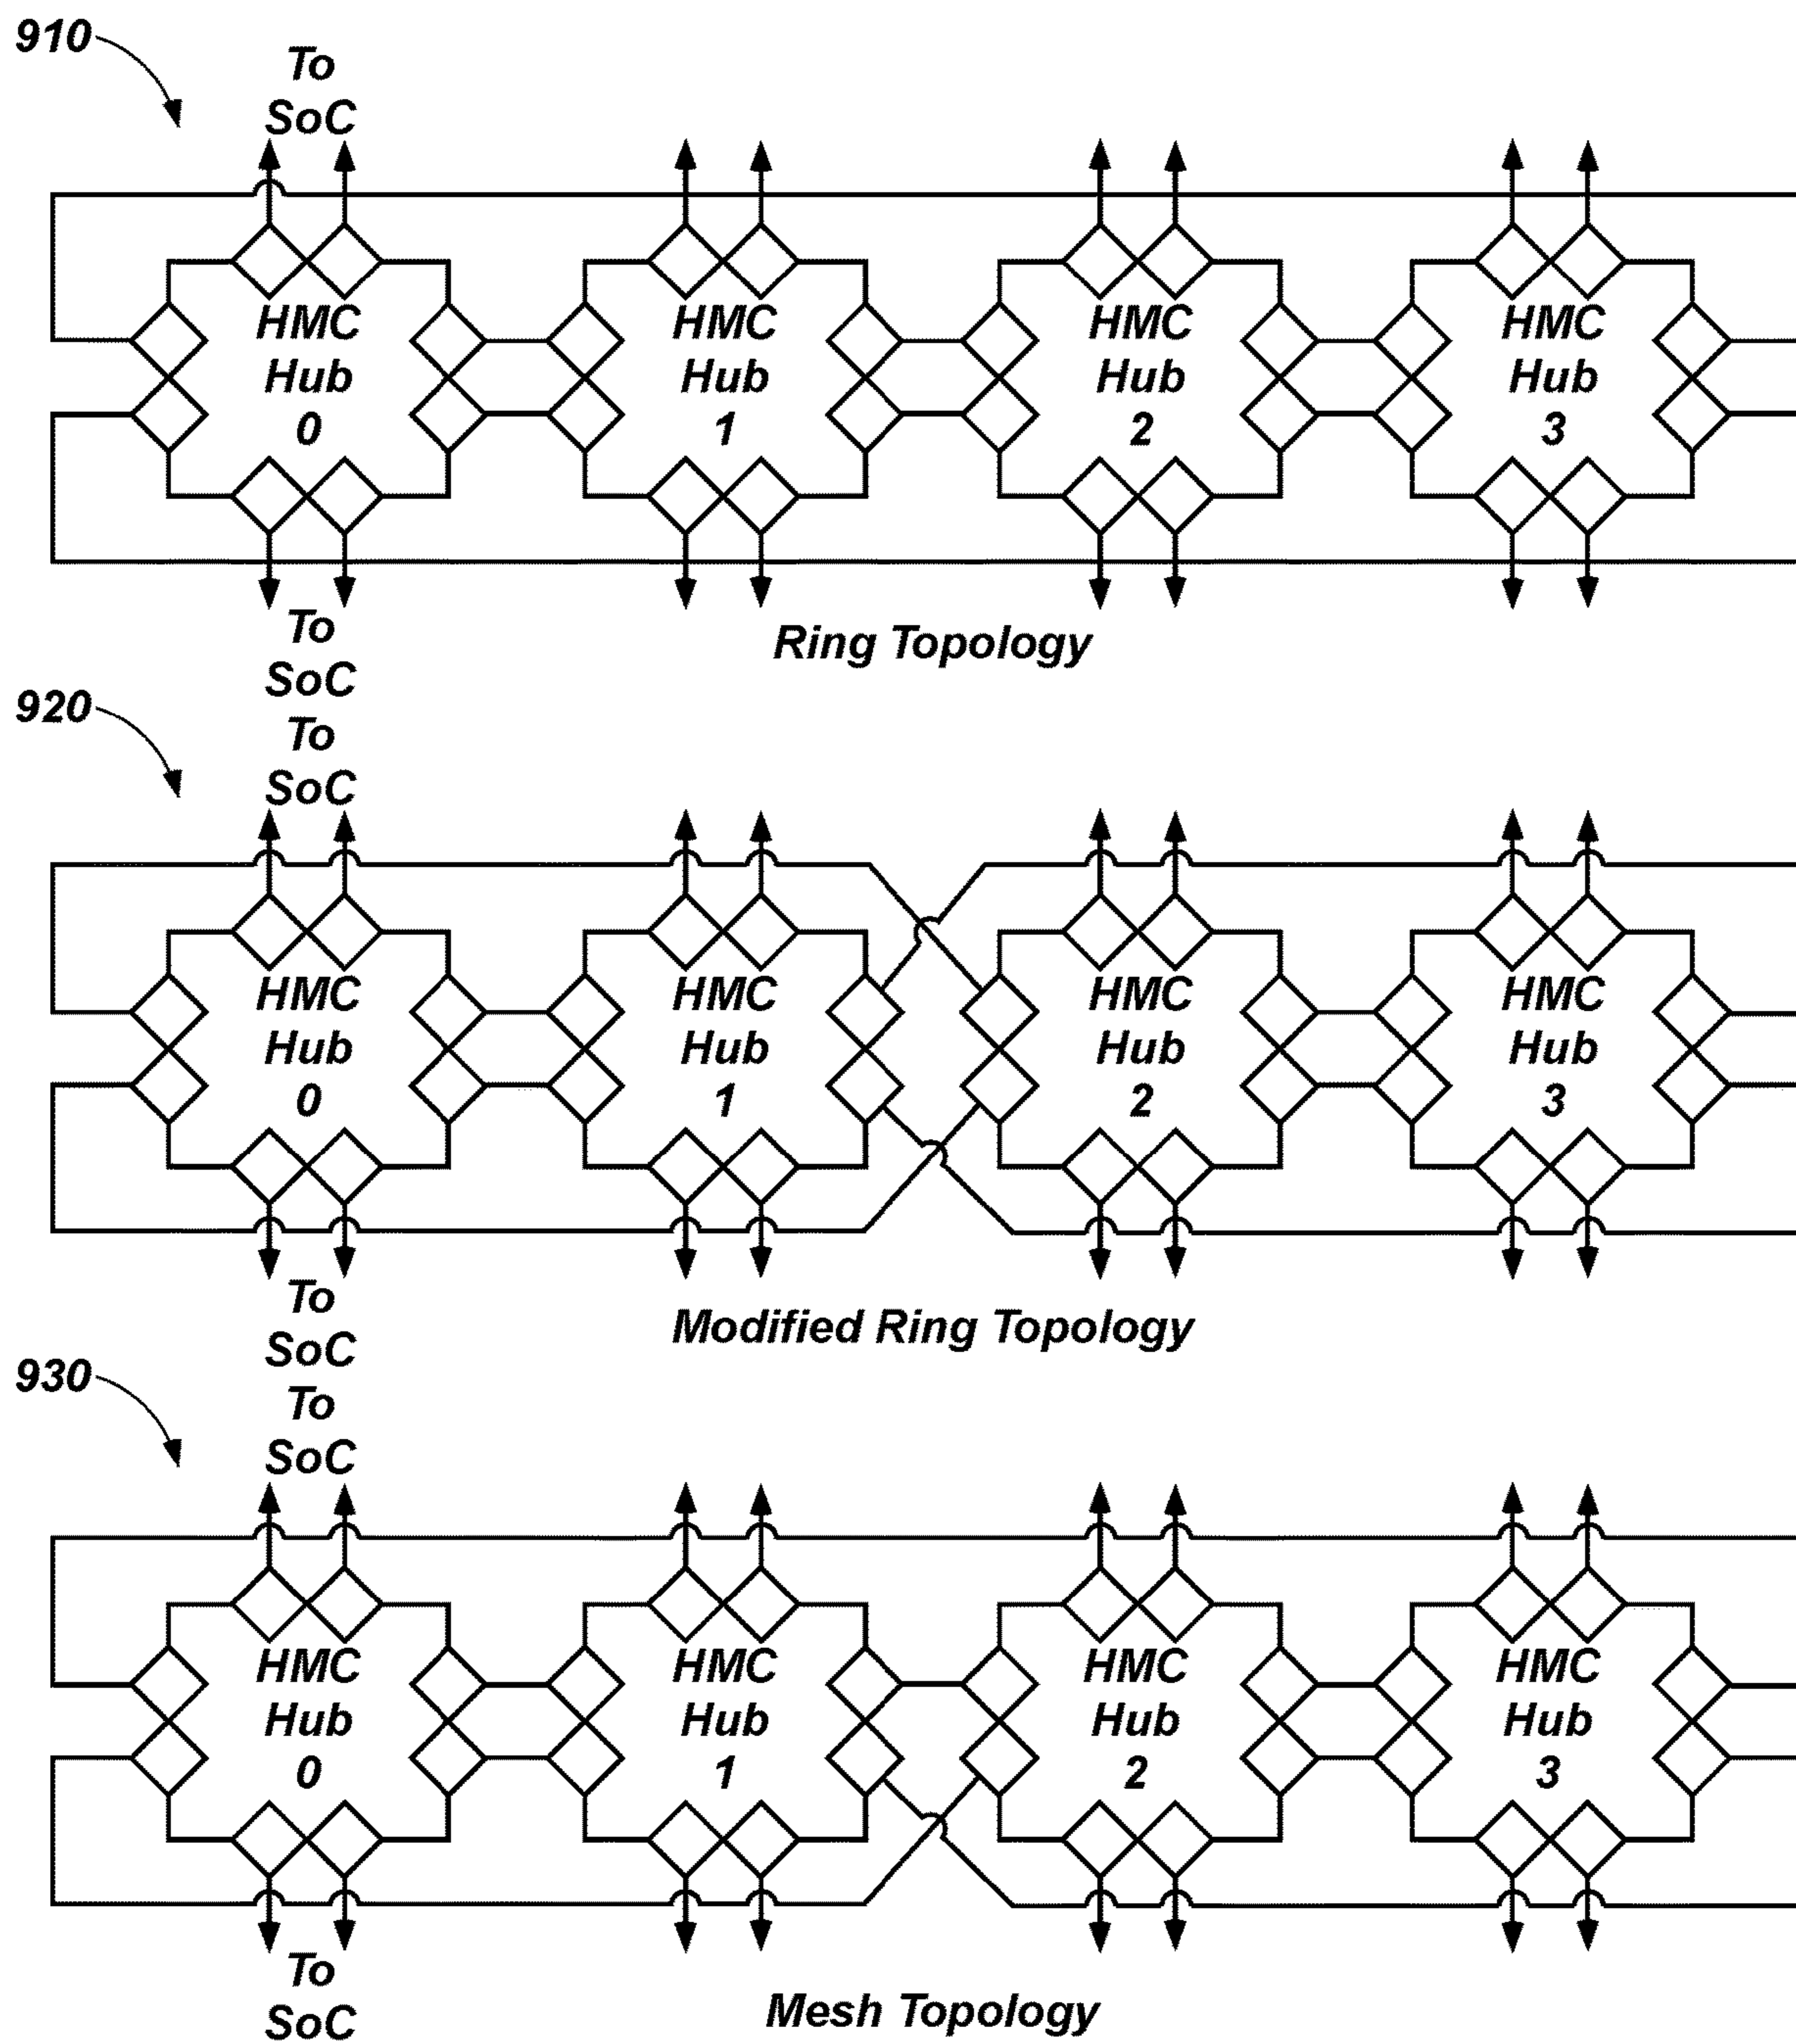 910
To
SoC
HMC
Hub
0
HMC
Hub
1
HMC
Hub
2
HMC
Hub
3
To
SoC
Ring Topology
920
To
SoC
HMC
Hub
0
HMC
Hub
1
HMC
Hub
2
HMC
Hub
3
To
SoC
Modified Ring Topology
930
To
SoC
HMC
Hub
0
HMC
Hub
1
HMC
Hub
2
HMC
Hub
3
To
SoC
Mesh Topology